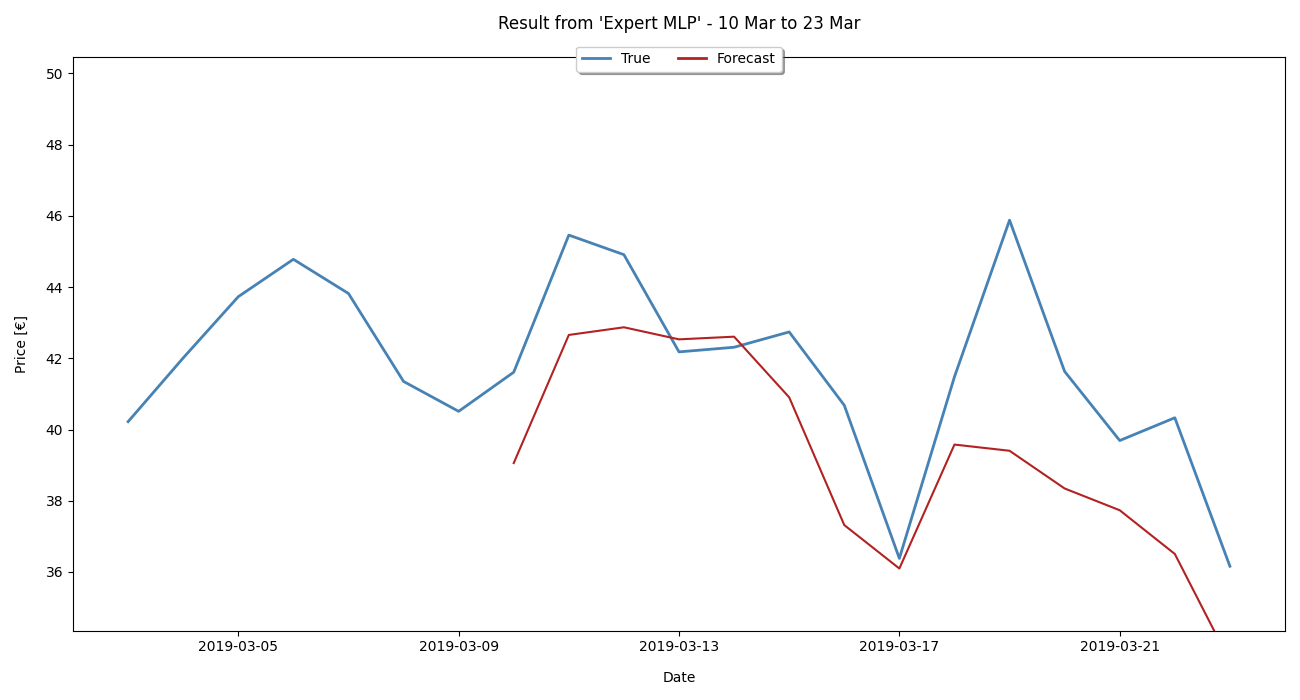 Result from 'Expert MLP' - 10 Mar to 23 Mar
True Forecast
50
48
46
44
42
40
38
36
Price [€]
2019-03-05 2019-03-09 2019-03-13 2019-03-17 2019-03-21
Date